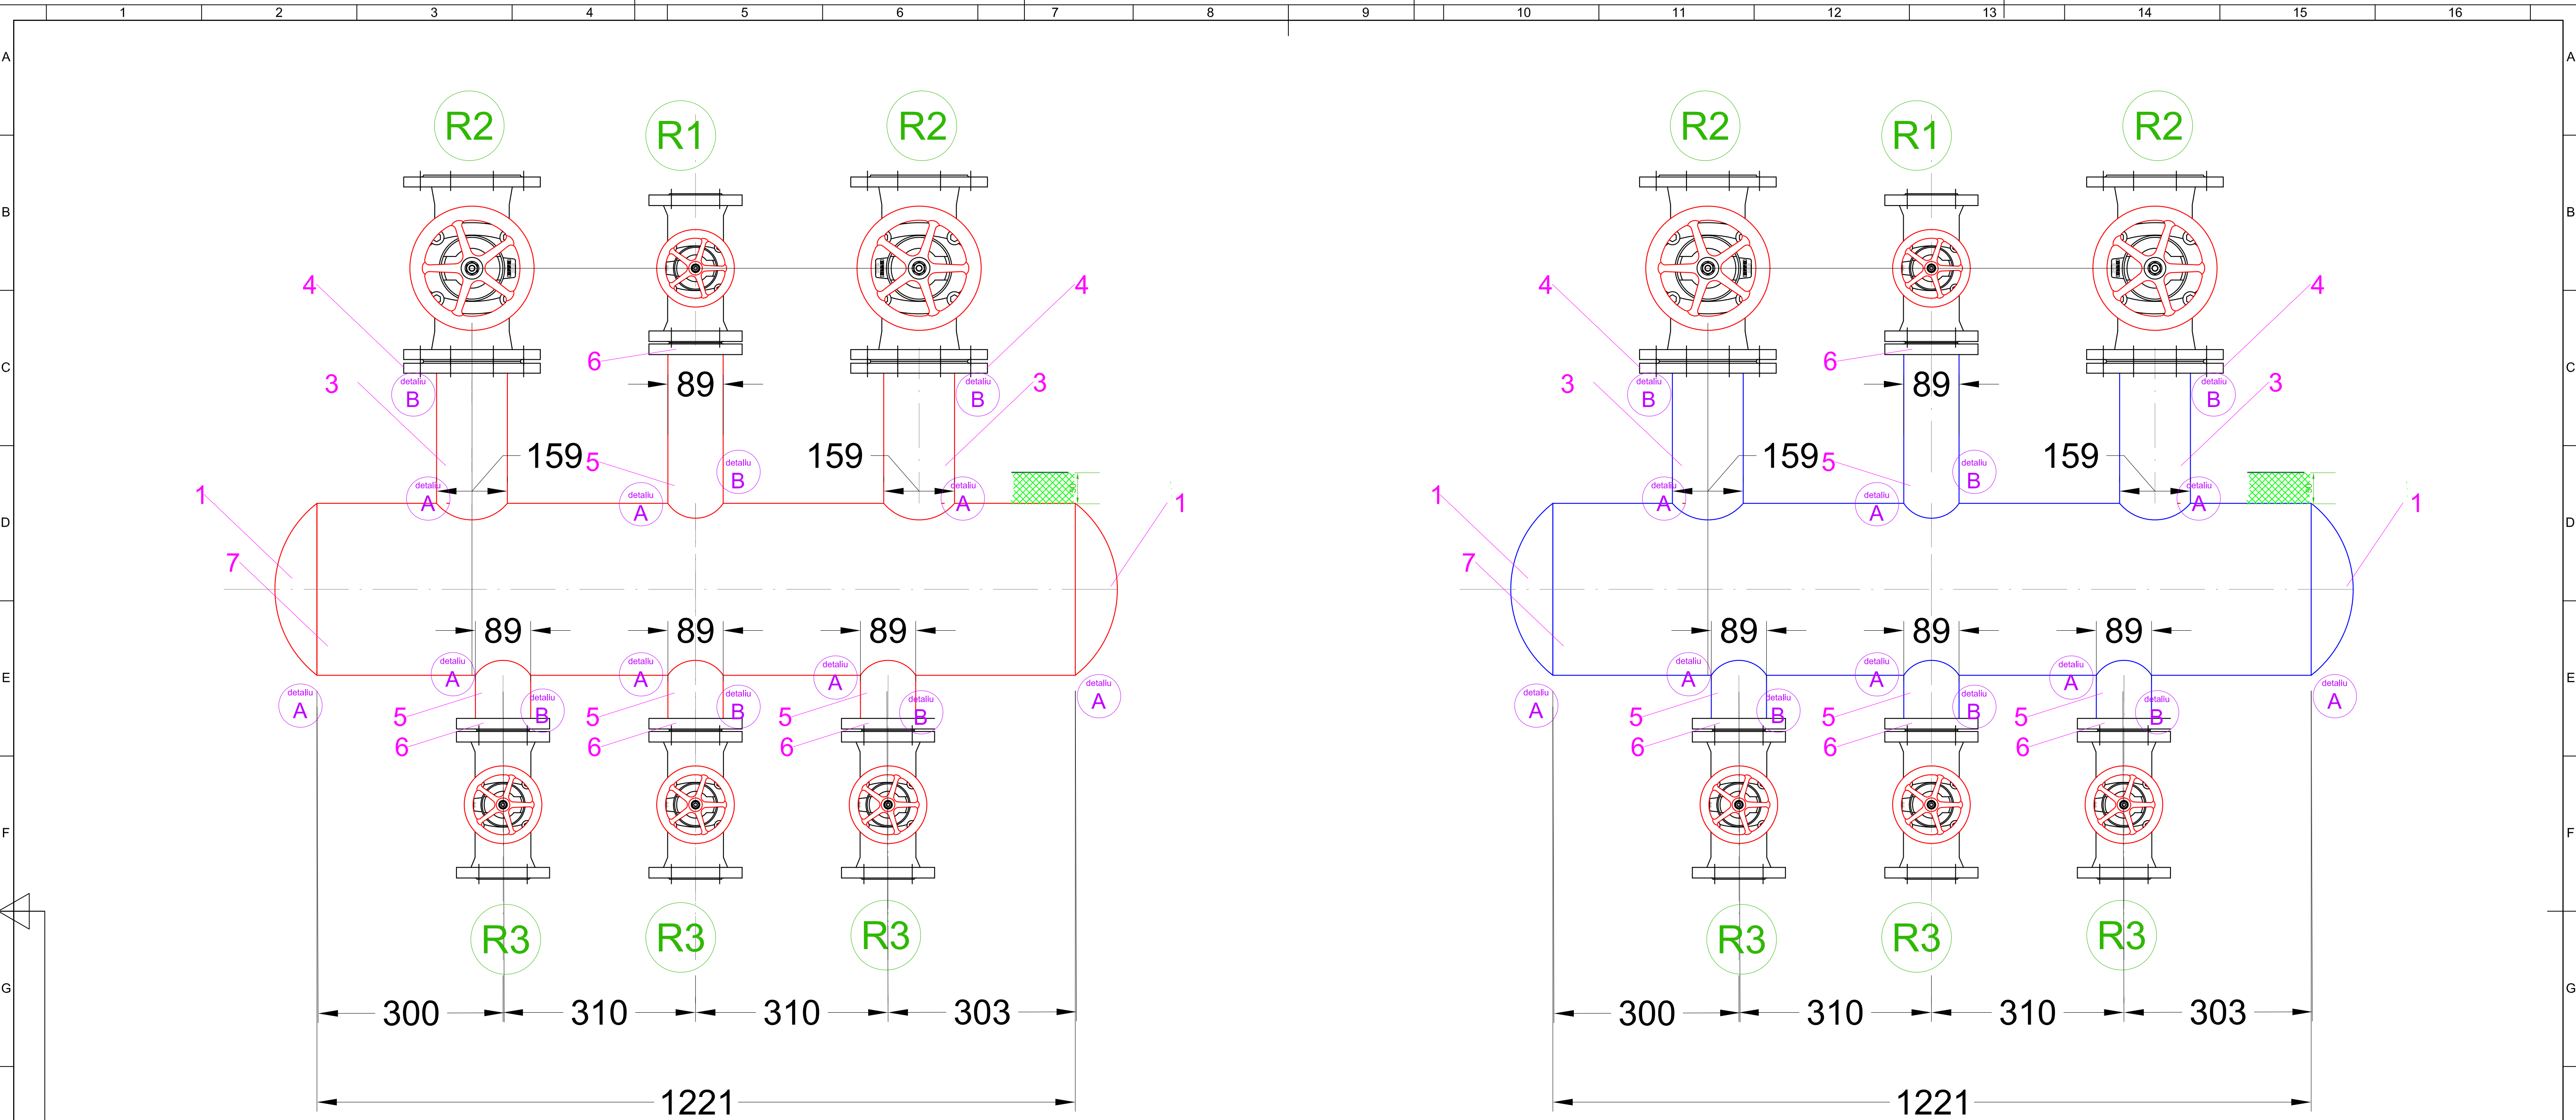 1 2 3 4 5 6 7 8 9 10 11 12 13 14 15 16
A A
R2 R1 R2 R2 R1 R2
B B
4 4 4 4
6 6
C C
3 detaliu B 89 detaliu B 3 3 detaliu B 89 detaliu B 3
159 5 detaliu B 159 159 5 detaliu B 159
1 detaliu A detaliu A detaliu A 1 1 detaliu A detaliu A detaliu A 1
D D
7 7
89 89 89 89 89 89
E E
detaliu A detaliu A detaliu A detaliu A detaliu A detaliu A
detaliu A detaliu A detaliu A detaliu A
5 detaliu B 5 detaliu B 5 detaliu B 5 detaliu B 5 detaliu B 5 detaliu B
6 6 6 6 6 6
F F
R3 R3 R3 R3 R3 R3
G G
300 310 310 303 300 310 310 303
1221 1221